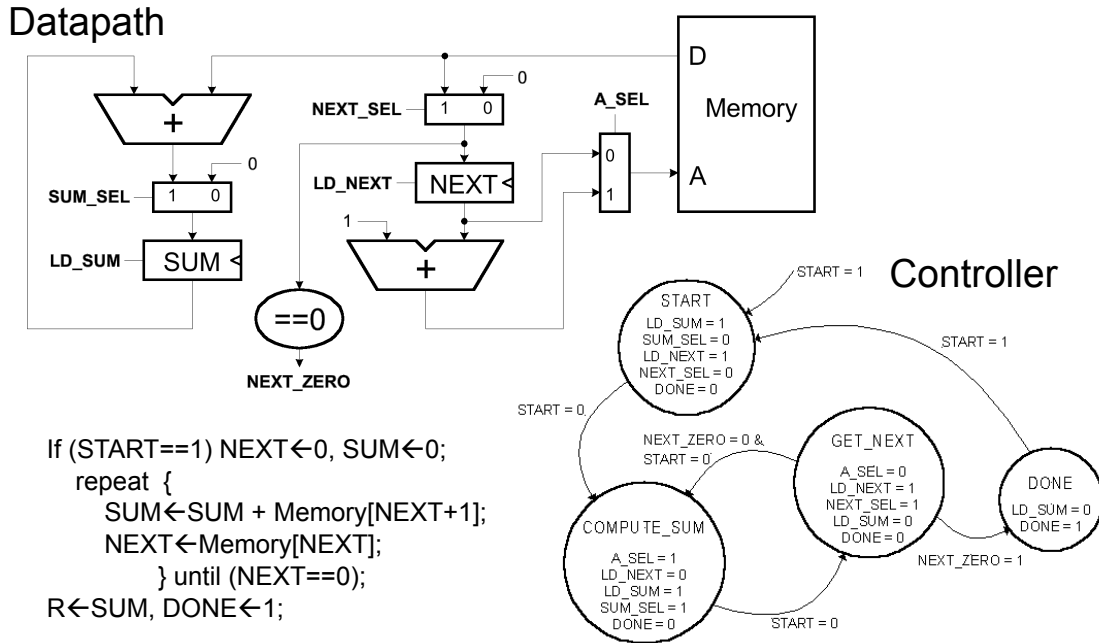 Datapath
D
Memory
A
0
NEXT_SEL
1 0
A_SEL
0
1
+
0
SUM_SEL
1 0
LD_NEXT
NEXT
LD_SUM
SUM
1
+
==0
NEXT_ZERO
Controller
START = 1
START
LD_SUM = 1
SUM_SEL=0
LD_NEXT=1
NEXT_SEL=0
DONE=0
START = 1
START = 0
NEXT_ZERO = 0 &
START = 0
GET_NEXT
A_SEL=0
LD_NEXT=1
NEXT_SEL=1
LD_SUM=0
DONE=0
DONE
LD_SUM=0
DONE=1
NEXT_ZERO = 1
COMPUTE_SUM
A_SEL=1
LD_NEXT=0
LD_SUM=1
SUM_SEL=1
DONE=0
START = 0
If (START==1) NEXT←0, SUM←0;
repeat {
SUM←SUM + Memory[NEXT+1];
NEXT←Memory[NEXT];
} until (NEXT==0);
R←SUM, DONE←1;